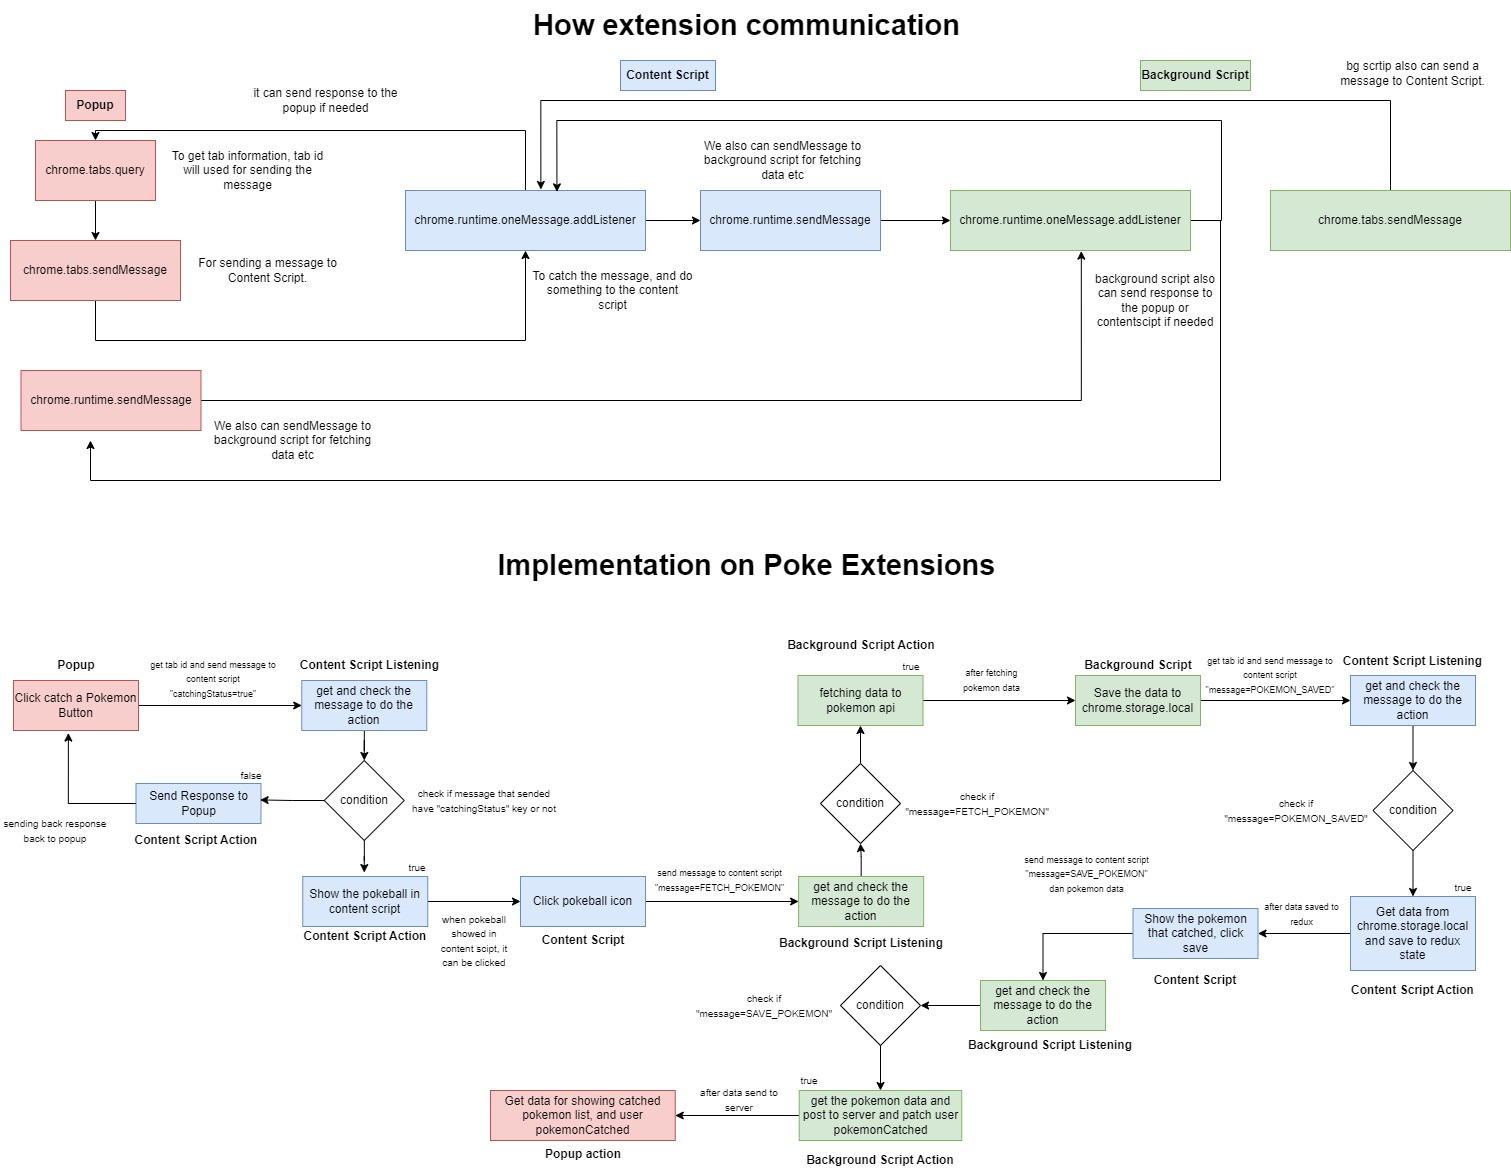 How extension communication
Content Script
Background Script
bg scrtip also can send a
message to Content Script.
Popup
it can send response to the
popup if needed
chrome.tabs.query
To get tab information, tab id
will used for sending the
message
We also can sendMessage to
background script for fetching
data etc
chrome.runtime.oneMessage.addListener
chrome.runtime.sendMessage
chrome.runtime.oneMessage.addListener
chrome.tabs.sendMessage
chrome.tabs.sendMessage
For sending a message to
Content Script.
To catch the message, and do
something to the content
script
background script also
can send response to
the popup or
contentscipt if needed
chrome.runtime.sendMessage
We also can sendMessage to
background script for fetching
data etc
Implementation on Poke Extensions
Popup
Click catch a Pokemon
Button
get tab id and send message to
content script
"catchingStatus=true"
Content Script Listening
get and check the
message to do the
action
condition
check if message that sended
have "catchingStatus" key or not
false
Send Response to
Popup
Content Script Action
sending back response
back to popup
true
Show the pokeball in
content script
Content Script Action
when pokeball
showed in
content scipt, it
can be clicked
Click pokeball icon
Content Script
send message to content script
"message=FETCH_POKEMON"
get and check the
message to do the
action
Background Script Listening
condition
check if
"message=FETCH_POKEMON"
Background Script Action
true
fetching data to
pokemon api
after fetching
pokemon data
Background Script
Save the data to
chrome.storage.local
get tab id and send message to
content script
"message=POKEMON_SAVED"
Content Script Listening
get and check the
message to do the
action
condition
check if
"message=POKEMON_SAVED"
true
Get data from
chrome.storage.local
and save to redux
state
Content Script Action
after data saved to
redux
Show the pokemon
that catched, click
save
Content Script
send message to content script
"message=SAVE_POKEMON"
dan pokemon data
get and check the
message to do the
action
Background Script Listening
condition
check if
"message=SAVE_POKEMON"
true
get the pokemon data and
post to server and patch user
pokemonCatched
Background Script Action
after data send to
server
Get data for showing catched
pokemon list, and user
pokemonCatched
Popup action